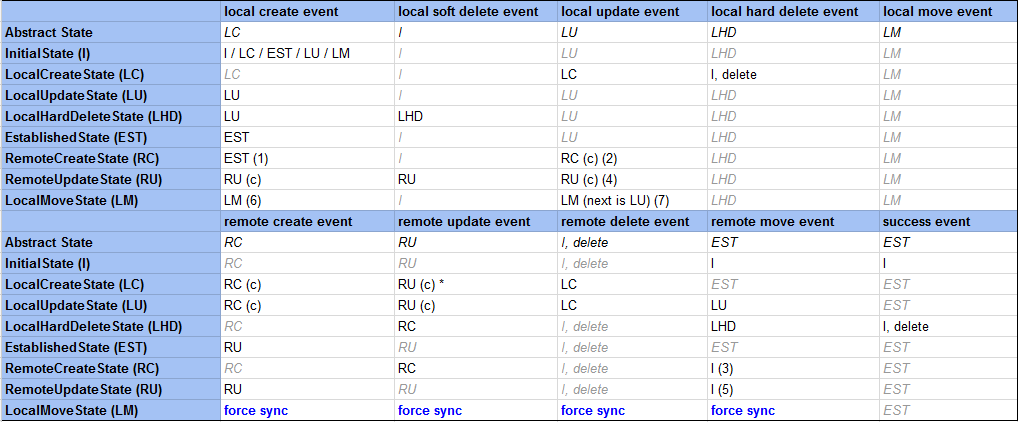 local create event local soft delete event local update event local hard delete event local move event
Abstract State LC I LU LHD LM
InitialState (I) I / LC / EST / LU / LM
LocalCreateState (LC) LC I LC I, delete LM
LocalUpdateState (LU) LU I LU LHD LM
LocalHardDeleteState (LHD) LU LHD LU LHD LM
EstablishedState (EST) EST I LU LHD LM
RemoteCreateState (RC) EST (1) I RC (c) (2) LHD LM
RemoteUpdateState (RU) RU (c) RU RU (c) (4) LHD LM
LocalMoveState (LM) LM (6) I LM (next is LU) (7) LHD LM
remote create event remote update event remote delete event remote move event success event
Abstract State RC RU I, delete EST EST
InitialState (I) RC RU I, delete I I
LocalCreateState (LC) RC (c) RU (c) * LC EST EST
LocalUpdateState (LU) RC (c) RU (c) LC LU EST
LocalHardDeleteState (LHD) RC RC I, delete LHD I, delete
EstablishedState (EST) RU RU I, delete EST EST
RemoteCreateState (RC) RC RC I, delete I (3) EST
RemoteUpdateState (RU) RU RU I, delete I (5) EST
LocalMoveState (LM) force sync force sync force sync force sync EST